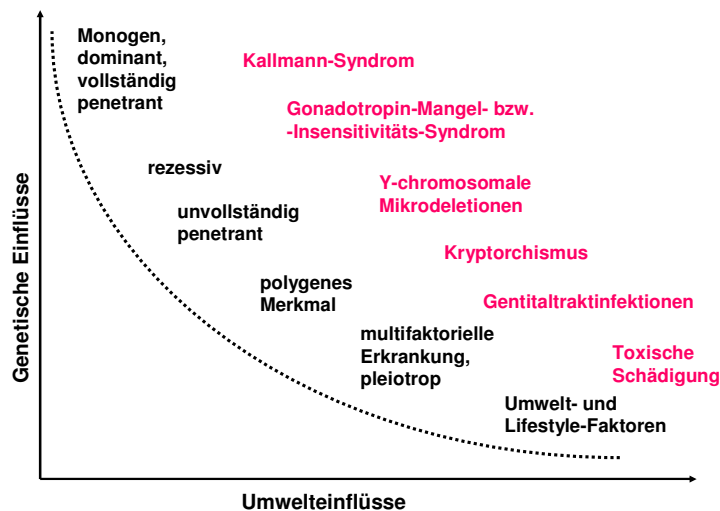 Monogen,
dominant,
vollständig
penetrant
Kallmann-Syndrom
Gonadotropin-Mangel- bzw.
-Insensitivitäts-Syndrom
rezessiv
Y-chromosomale
Mikrodeletionen
unvollständig
penetrant
Kryptorchismus
polygenes
Merkmal
Gentitaltraktinfektionen
multifaktorielle
Erkrankung,
pleiotrop
Toxische
Schädigung
Umwelt- und
Lifestyle-Faktoren
Genetische Einflüsse
Umwelteinflüsse